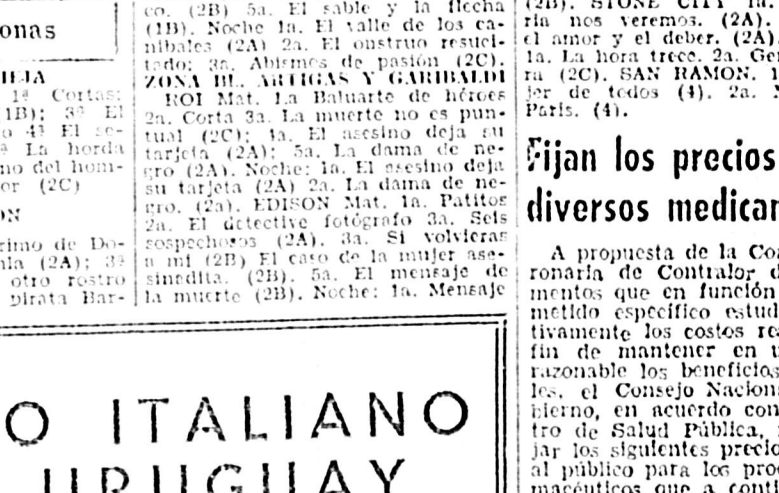 onas
IEJA
1ª Cortas;
1B); 3ª El
o 4ª El se-
ª La horda
no del hom-
or (2C)
ON
rimo de Do-
nla (2A); 3ª
otro rostro
pirata Bar-
co. (2B) 5a. El sable y la flecha
(1B). Noche 1a. El valle de los ca-
níbales (2A) 2a. El onstruo resuci-
tado; 3a. Abismos de pasión (2C).
ZONA BL. ARTIGAS Y GARIBALDI
ROI Mat. 1.a Baluarte de héroes
2a. Corta 3a. La muerte no es pun-
tual (2C); 4a. El asesino deja su
tarjeta (2A); 5a. La dama de ne-
gro (2A). Noche: 1a. El asesino deja
su tarjeta (2A) 2a. La dama de ne-
gro. (2a). EDISON Mat. 1a. Patitos
2a. El detective fotógrafo 3a. Seis
sospechosos (2A). 3a. Si volvieras
a mi (2B) El caso de la mujer ase-
sinadita. (2B). 5a. El mensaje de
la muerte (2B). Noche: 1a. Mensaje
O ITALIANO
URUGUAY
(2B). STONE CITY 1a.
ría nos veremos. (2A).
el amor y el deber. (2A)
1a. La hora trece. 2a. Ge
ra (2C). SAN RAMON. 1
jer de todos (4). 2a.
París. (4).
Fijan los precios
diversos medicar
A propuesta de la Co
ronaria de Contralor d
mentos que en función
metido específico estud
tivamente los costos re
fin de mantener en u
razonable los beneficios
les, el Consejo Nacion
bierno, en acuerdo con
tro de Salud Pública,
jar los siguientes precio
al público para los pro
macéuticos que a conti